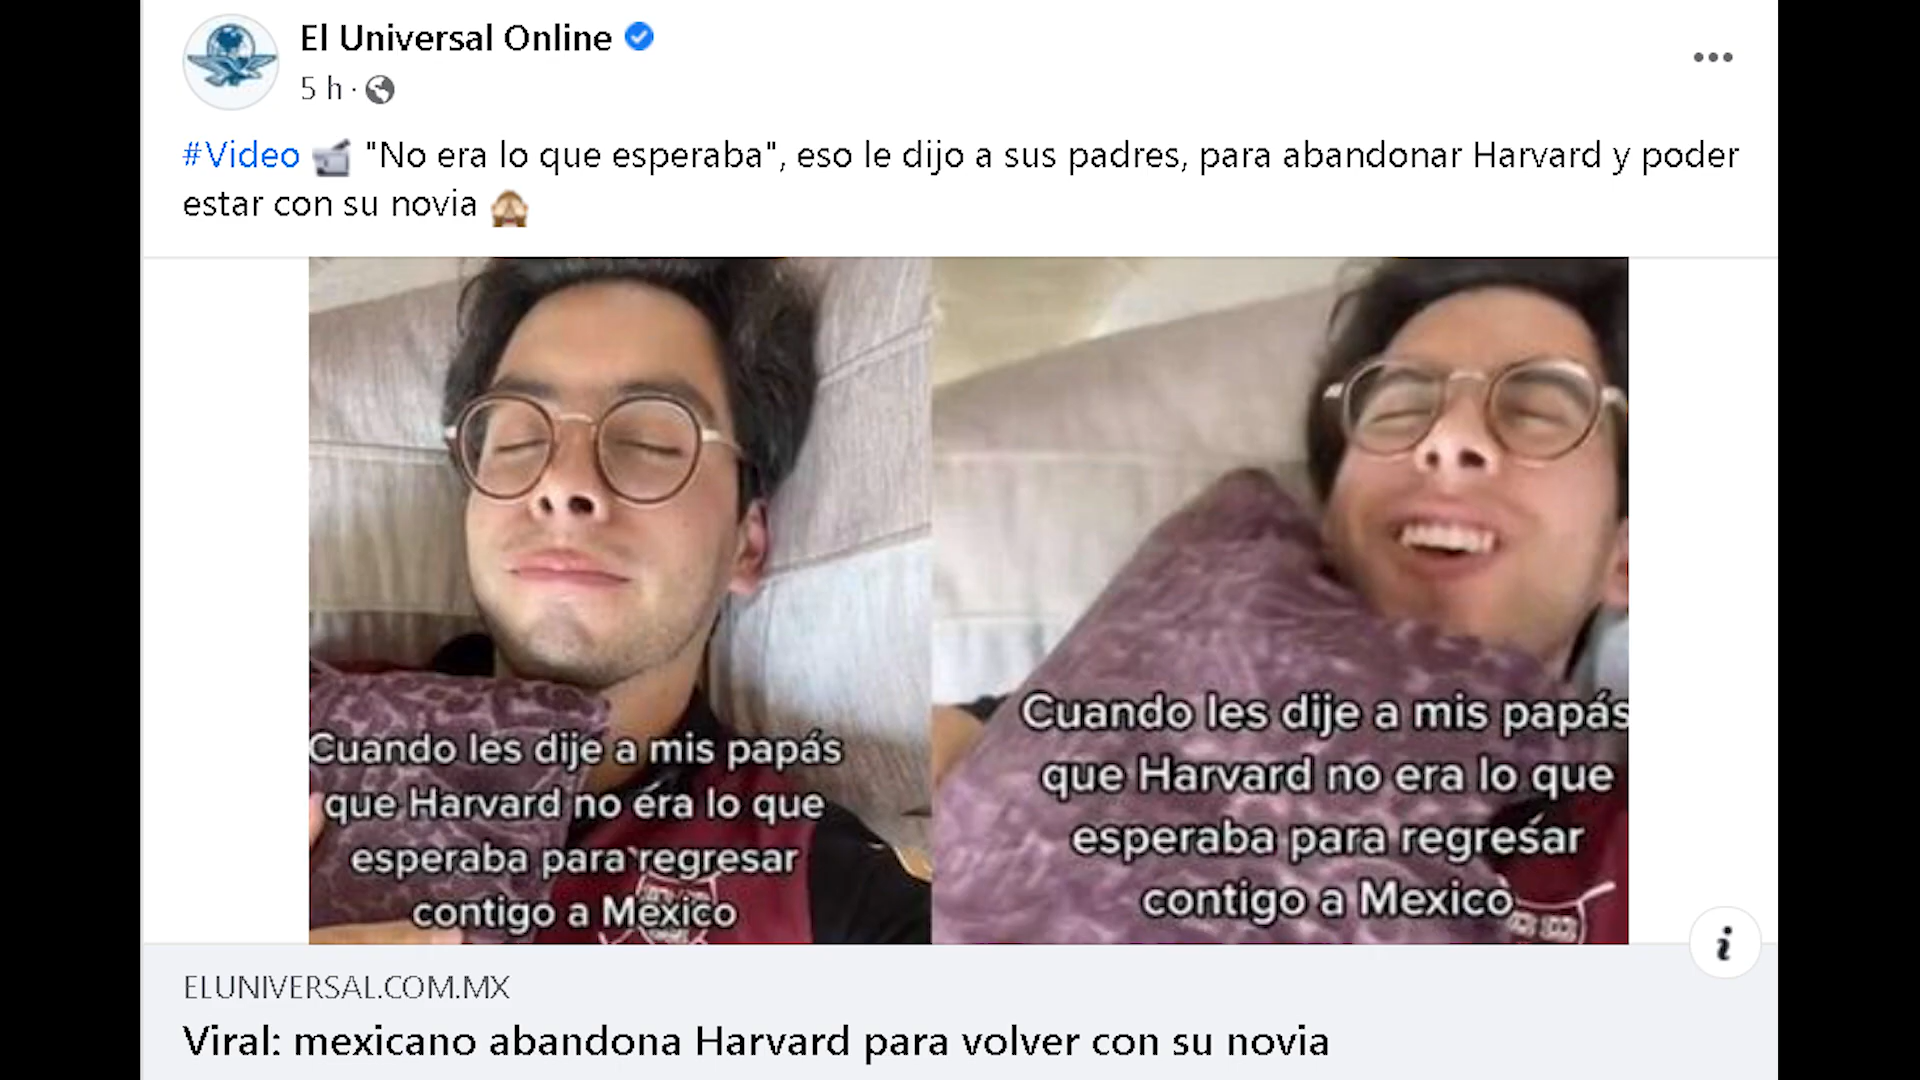 El Universal Online
5 h ·
#Video "No era lo que esperaba", eso le dijo a sus padres, para abandonar Harvard y poder
estar con su novia
Cuando les dije a mis papás
que Harvard no era lo que
esperaba para regresar
contigo a Mexico
Cuando les dije a mis papás
que Harvard no era lo que
esperaba para regresar
contigo a Mexico
i
ELUNIVERSAL.COM.MX
Viral: mexicano abandona Harvard para volver con su novia